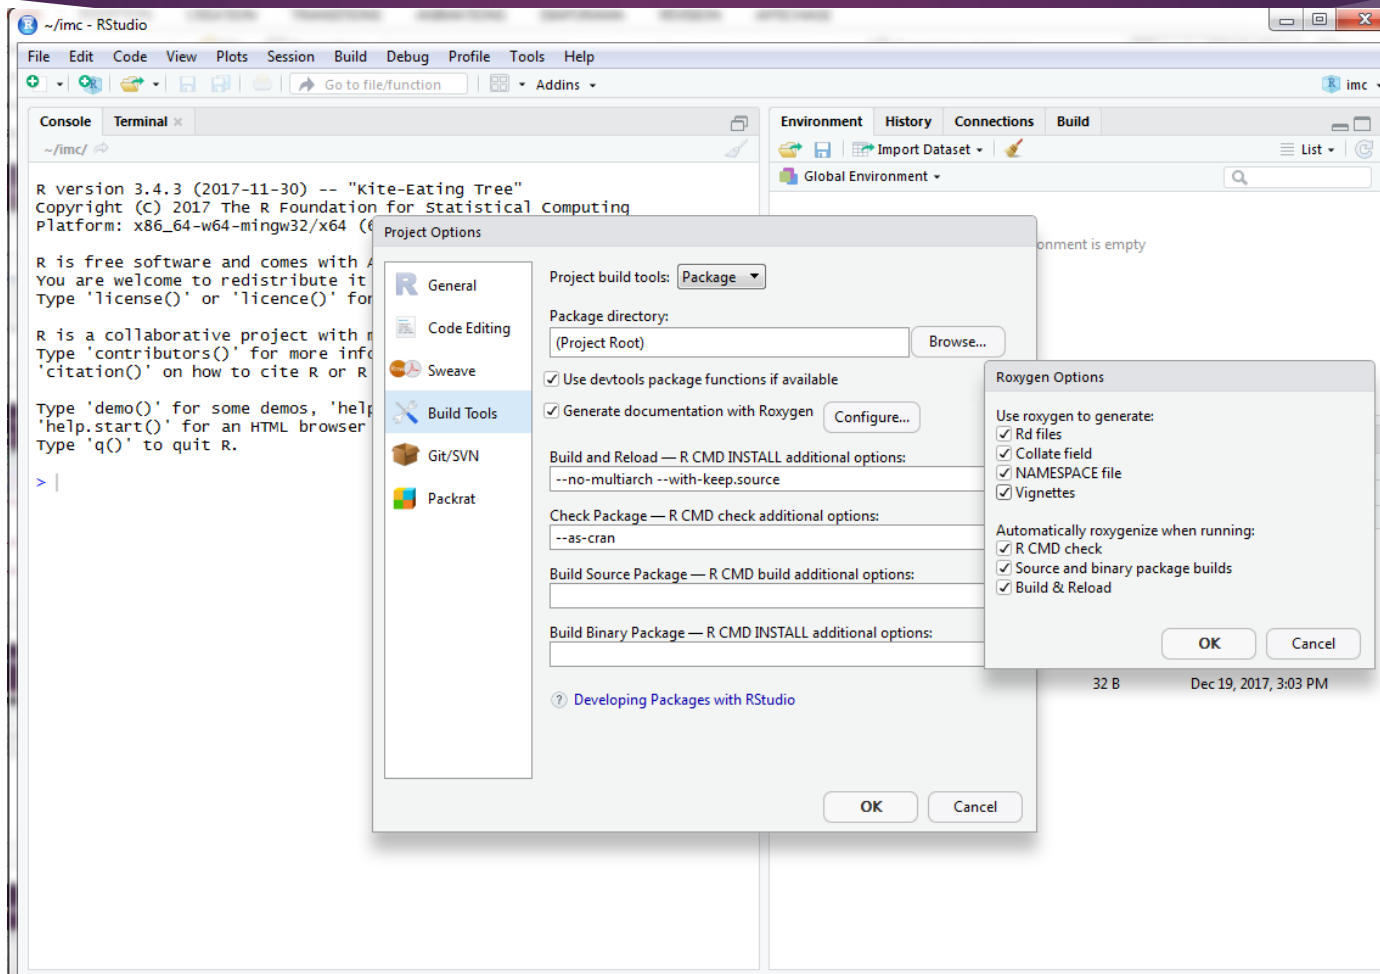 ~/imc - RStudio
File Edit Code View Plots Session Build Debug Profile Tools Help
Go to file/function Addins imc
Console Terminal
~/imc/
R version 3.4.3 (2017-11-30) -- "Kite-Eating Tree"
Copyright (C) 2017 The R Foundation for Statistical Computing
Platform: x86_64-w64-mingw32/x64 (6
R is free software and comes with A
You are welcome to redistribute it
Type 'license()' or 'licence()' for
R is a collaborative project with m
Type 'contributors()' for more info
'citation()' on how to cite R or R
Type 'demo()' for some demos, 'help
'help.start()' for an HTML browser
Type 'q()' to quit R.
>
Environment History Connections Build
Import Dataset List
Global Environment
onment is empty
32 B Dec 19, 2017, 3:03 PM
Project Options
General
Code Editing
Sweave
Build Tools
Git/SVN
Packrat
Project build tools: Package
Package directory:
(Project Root) Browse...
Use devtools package functions if available
Generate documentation with Roxygen Configure...
Build and Reload — R CMD INSTALL additional options:
--no-multiarch --with-keep.source
Check Package — R CMD check additional options:
--as-cran
Build Source Package — R CMD build additional options:
Build Binary Package — R CMD INSTALL additional options:
Developing Packages with RStudio
OK Cancel
Roxygen Options
Use roxygen to generate:
Rd files
Collate field
NAMESPACE file
Vignettes
Automatically roxygenize when running:
R CMD check
Source and binary package builds
Build & Reload
OK Cancel